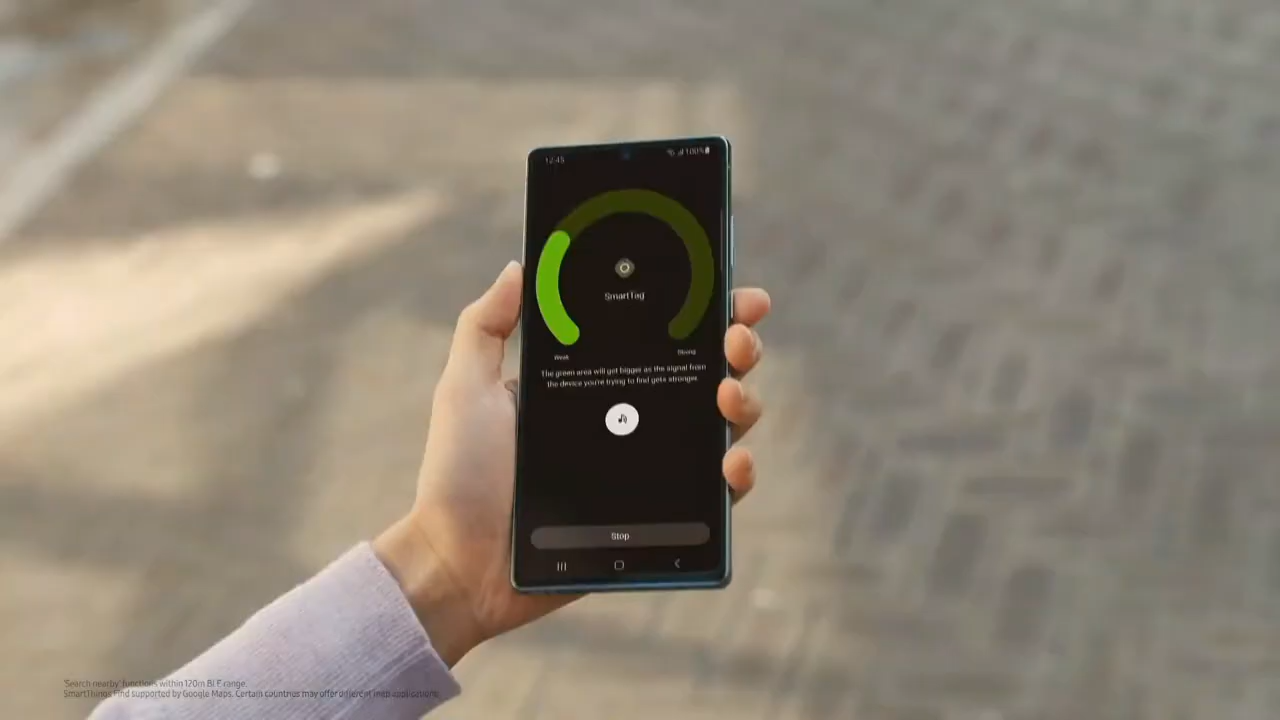 12:45
100%
SmartTag
Weak
Strong
The green area will get bigger as the signal from
the device you're trying to find gets stronger.
Stop
'Search nearby' functions within 120m BLE range.
SmartThings Find supported by Google Maps. Certain countries may offer different web applications.